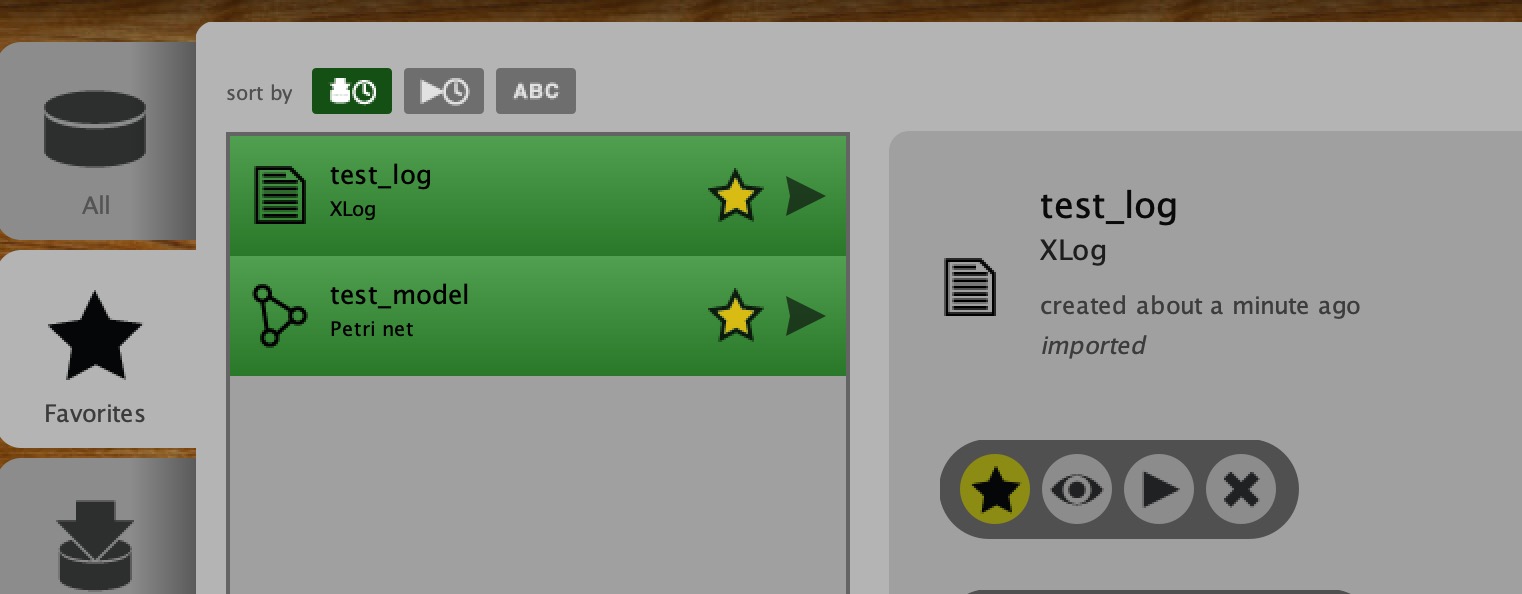 sort by
ABC
All
Favorites
test_log
XLog
test_model
Petri net
test_log
XLog
created about a minute ago
imported